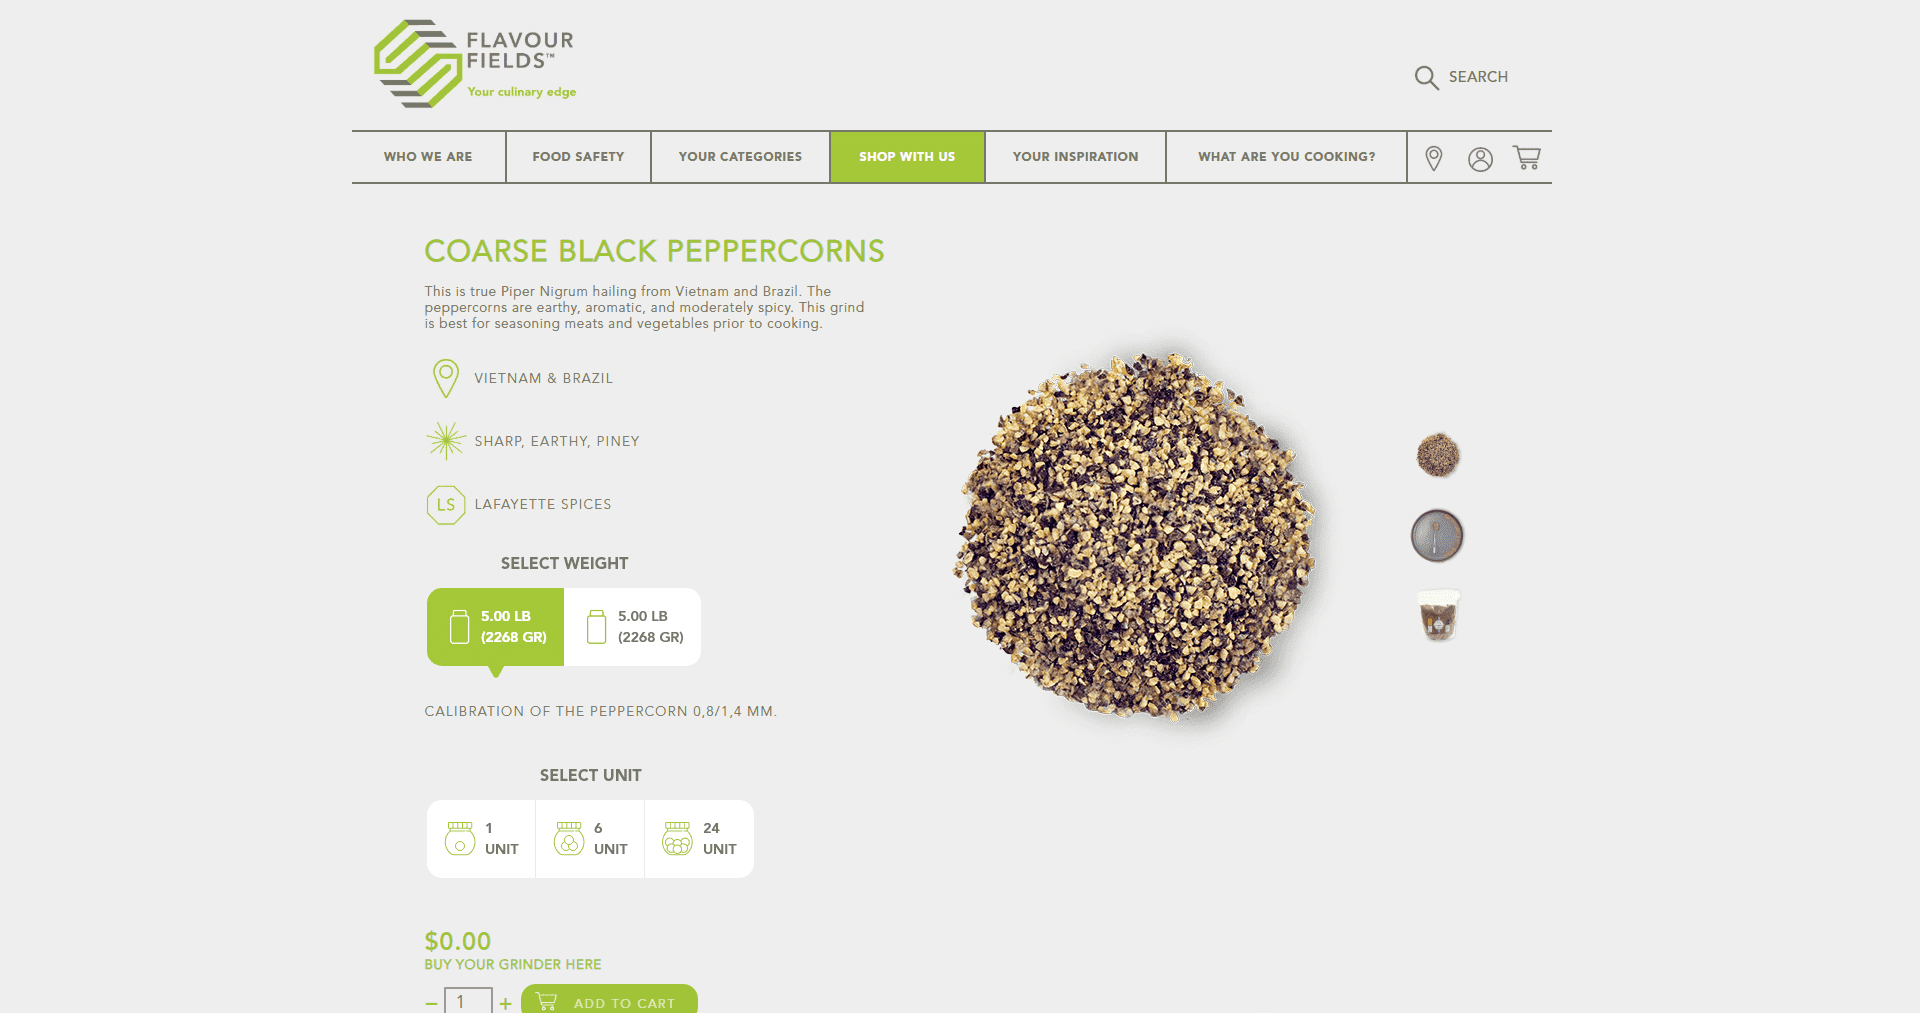 FLAVOUR
FIELDS™
Your culinary edge
SEARCH
WHO WE ARE
FOOD SAFETY
YOUR CATEGORIES
SHOP WITH US
YOUR INSPIRATION
WHAT ARE YOU COOKING?
COARSE BLACK PEPPERCORNS
This is true Piper Nigrum hailing from Vietnam and Brazil. The
peppercorns are earthy, aromatic, and moderately spicy. This grind
is best for seasoning meats and vegetables prior to cooking.
VIETNAM & BRAZIL
SHARP, EARTHY, PINEY
LS
LAFAYETTE SPICES
SELECT WEIGHT
5.00 LB
(2268 GR)
5.00 LB
(2268 GR)
CALIBRATION OF THE PEPPERCORN 0,8/1,4 MM.
SELECT UNIT
1
UNIT
6
UNIT
24
UNIT
$0.00
BUY YOUR GRINDER HERE
− 1 +
ADD TO CART